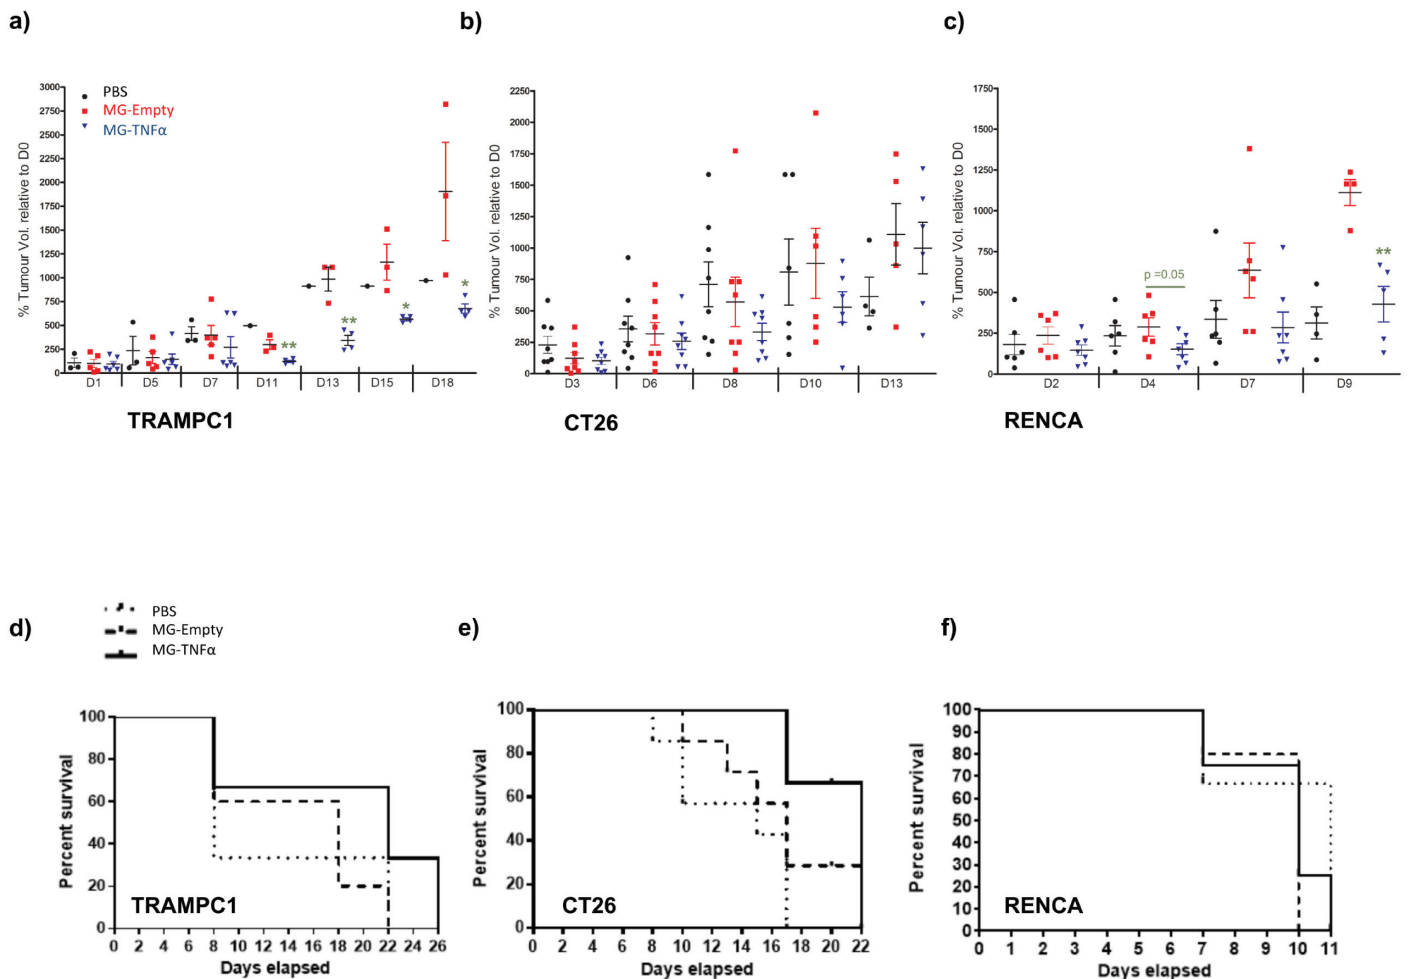 a)
b)
c)
PBS
MG-Empty
MG-TNFα
% Tumour Vol. relative to D0
3000
2750
2500
2250
2000
1750
1500
1250
1000
750
500
250
0
D1 D5 D7 D11 D13 D15 D18
** ** * *
TRAMPC1
% Tumour Vol. relative to D0
2250
2000
1750
1500
1250
1000
750
500
250
0
D3 D6 D8 D10 D13
CT26
% Tumour Vol. relative to D0
1750
1500
1250
1000
750
500
250
0
p =0.05
**
D2 D4 D7 D9
RENCA
PBS
MG-Empty
MG-TNFα
d)
e)
f)
Percent survival
100
80
60
40
20
0
TRAMPC1
0 2 4 6 8 10 12 14 16 18 20 22 24 26
Days elapsed
Percent survival
100
80
60
40
20
0
CT26
0 2 4 6 8 10 12 14 16 20 22
Days elapsed
Percent survival
100
90
80
70
60
50
40
30
20
10
0
RENCA
0 1 2 3 4 5 6 7 8 9 10 11
Days elapsed